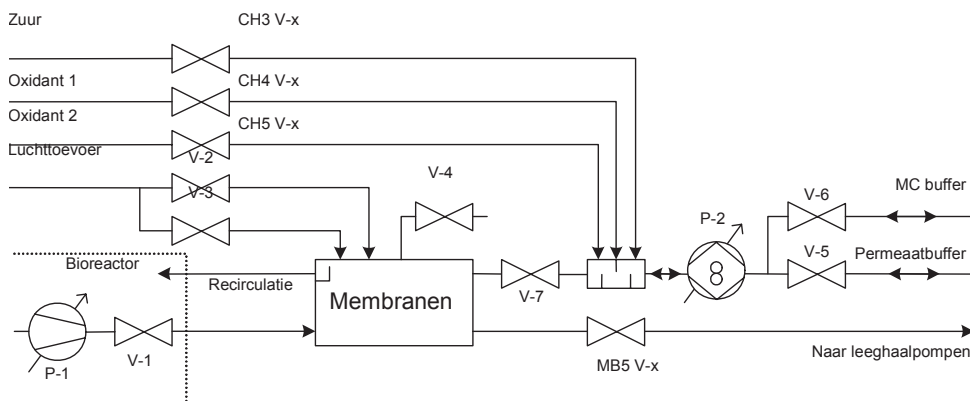 Zuur
CH3 V-x
Oxidant 1
CH4 V-x
Oxidant 2
CH5 V-x
Luchttoevoer
V-2
V-3
V-4
V-6
MC buffer
P-2
V-5
Permeaatbuffer
Bioreactor
Recirculatie
Membranen
V-7
V-1
P-1
MB5 V-x
Naar leeghaalpompen